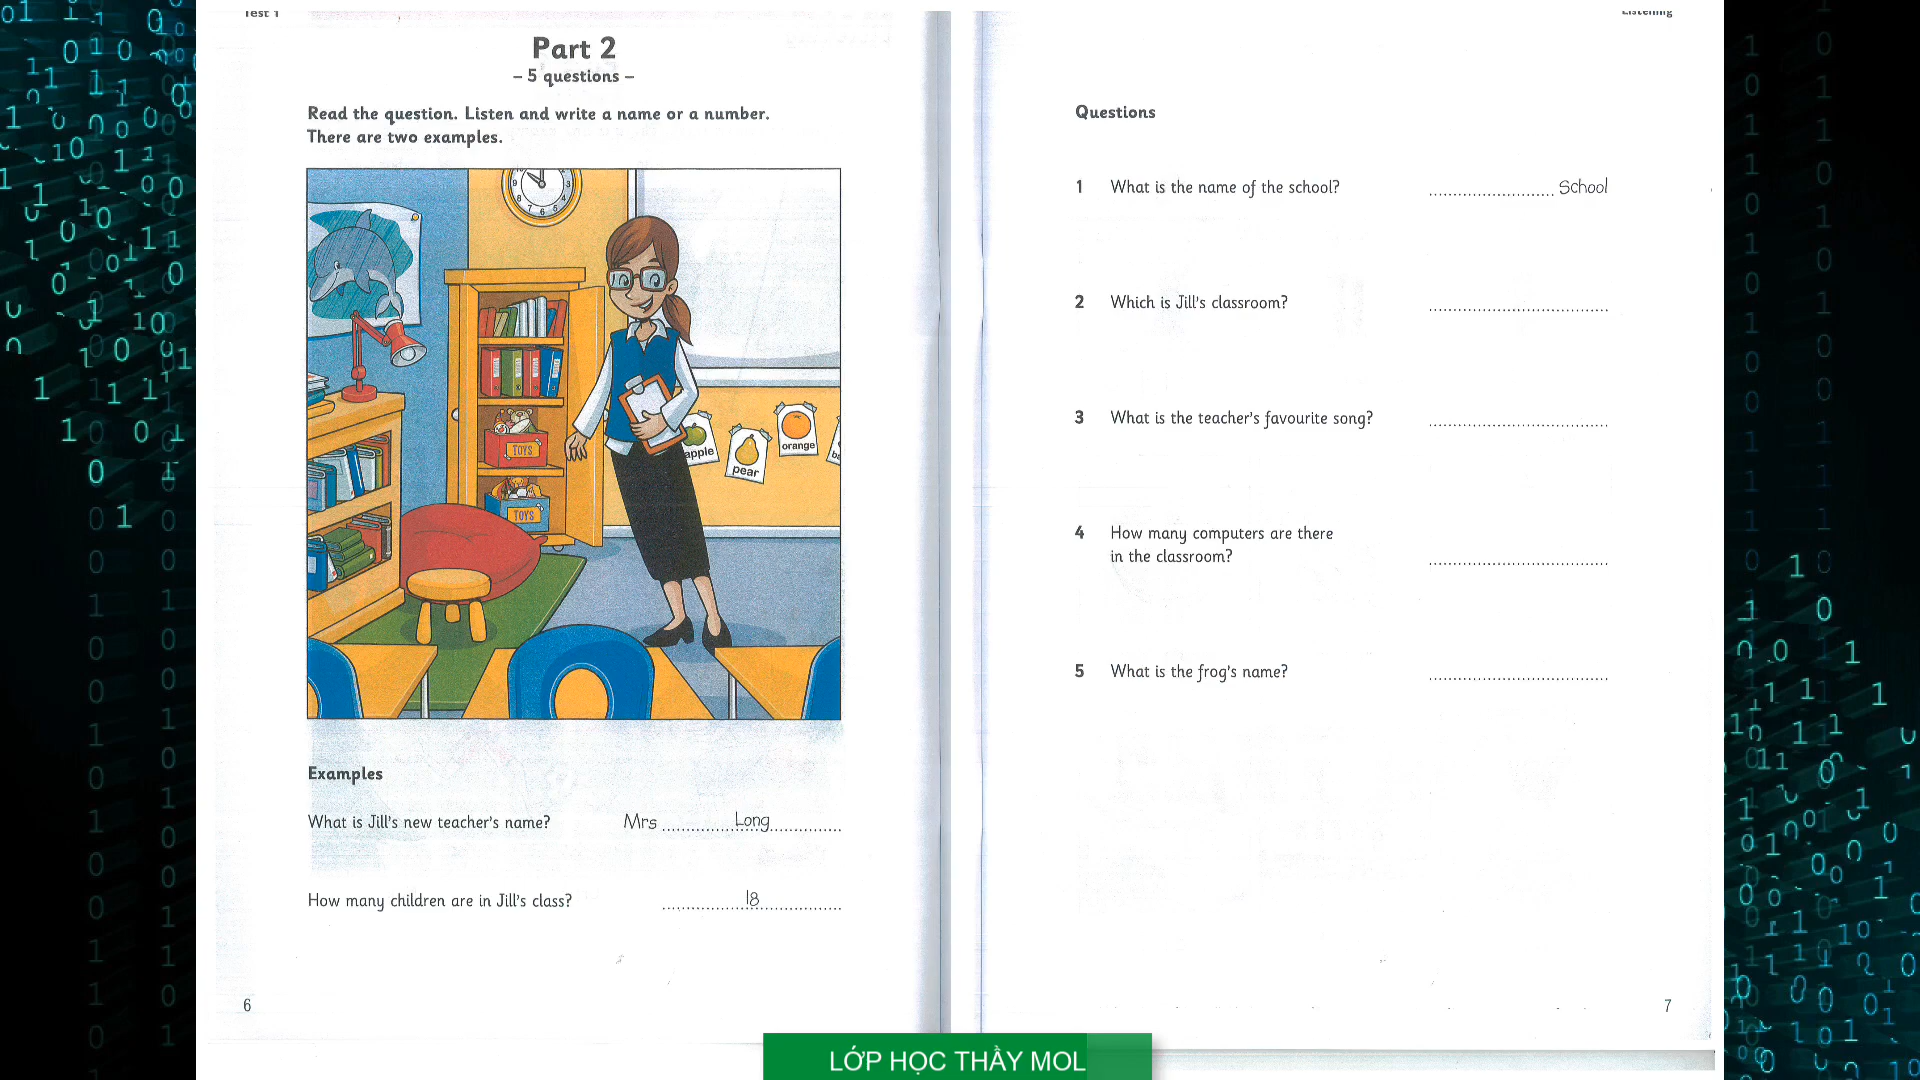 Test 1
Part 2
– 5 questions –
Read the question. Listen and write a name or a number.
There are two examples.
TOYS
TOYS
apple
pear
orange
Examples
What is Jill's new teacher's name? Mrs Long
How many children are in Jill's class? 18
6
Listening
Questions
1 What is the name of the school? School
2 Which is Jill's classroom?
3 What is the teacher's favourite song?
4 How many computers are there
in the classroom?
5 What is the frog's name?
7
LỚP HỌC THẦY MOL